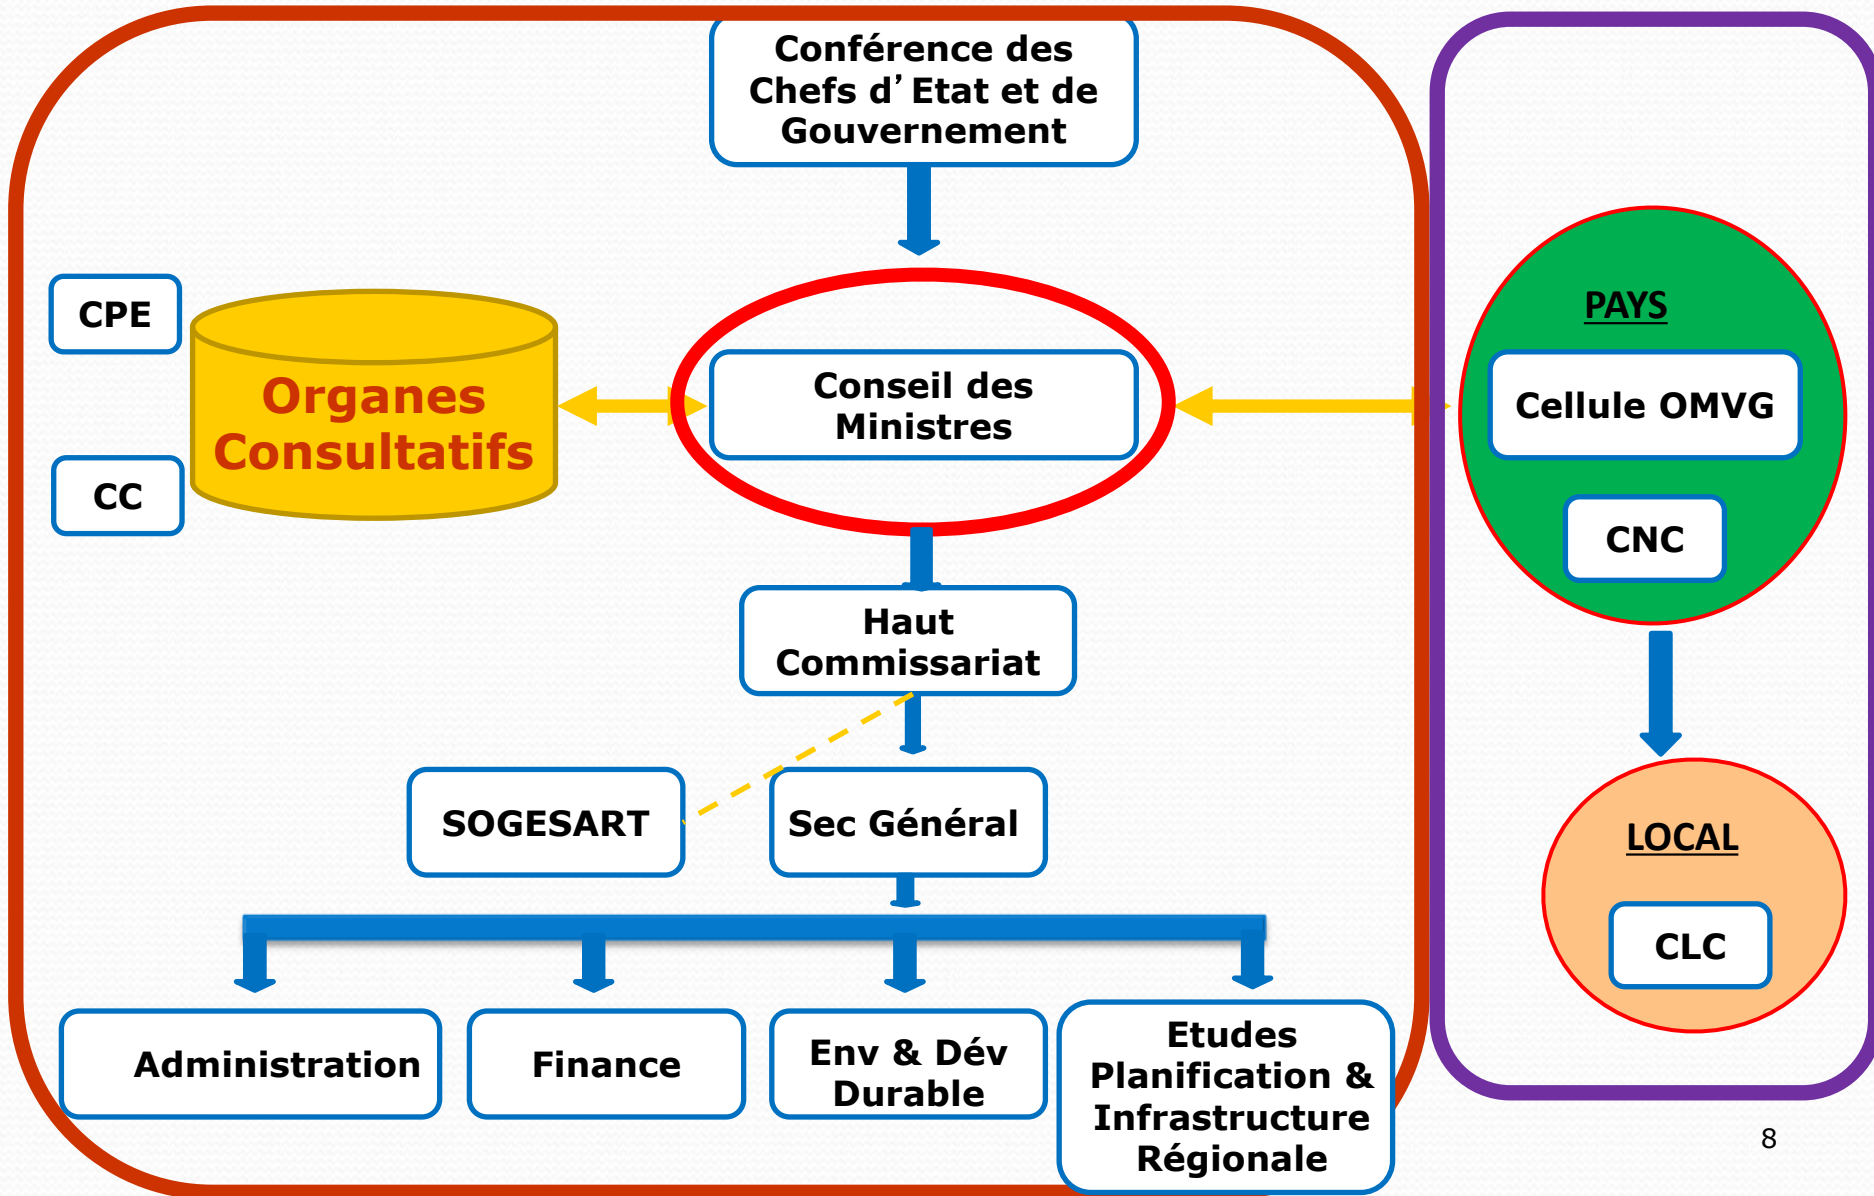 Conférence des
Chefs d’Etat et de
Gouvernement
CPE
Organes
Consultatifs
CC
Conseil des
Ministres
PAYS
Cellule OMVG
CNC
Haut
Commissariat
SOGESART
Sec Général
LOCAL
CLC
Administration
Finance
Env & Dév
Durable
Etudes
Planification &
Infrastructure
Régionale
8